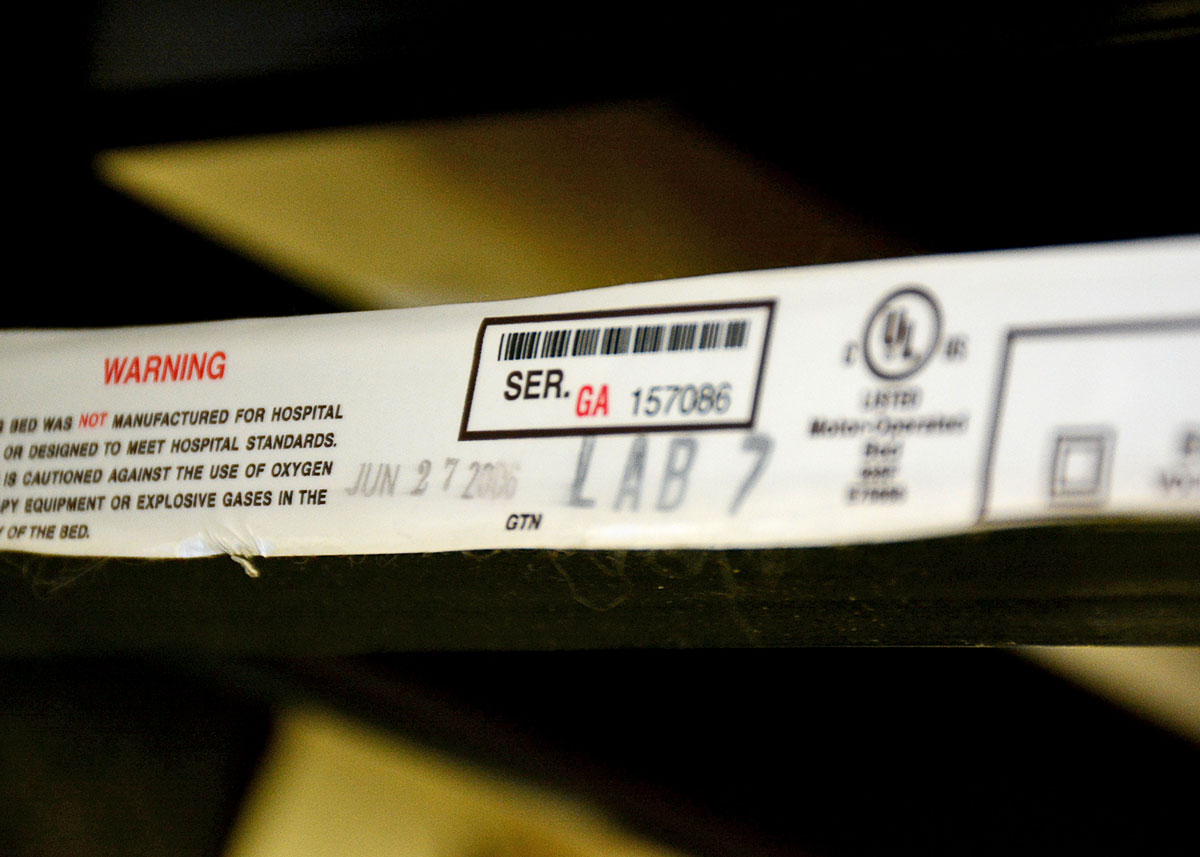 WARNING
BED WAS NOT MANUFACTURED FOR HOSPITAL
OR DESIGNED TO MEET HOSPITAL STANDARDS.
IS CAUTIONED AGAINST THE USE OF OXYGEN
PY EQUIPMENT OR EXPLOSIVE GASES IN THE
OF THE BED.
JUN 27 2006
SER. GA 157086
LAB 7
GTN
C UL US
LISTED
Motor-Operated
Bed